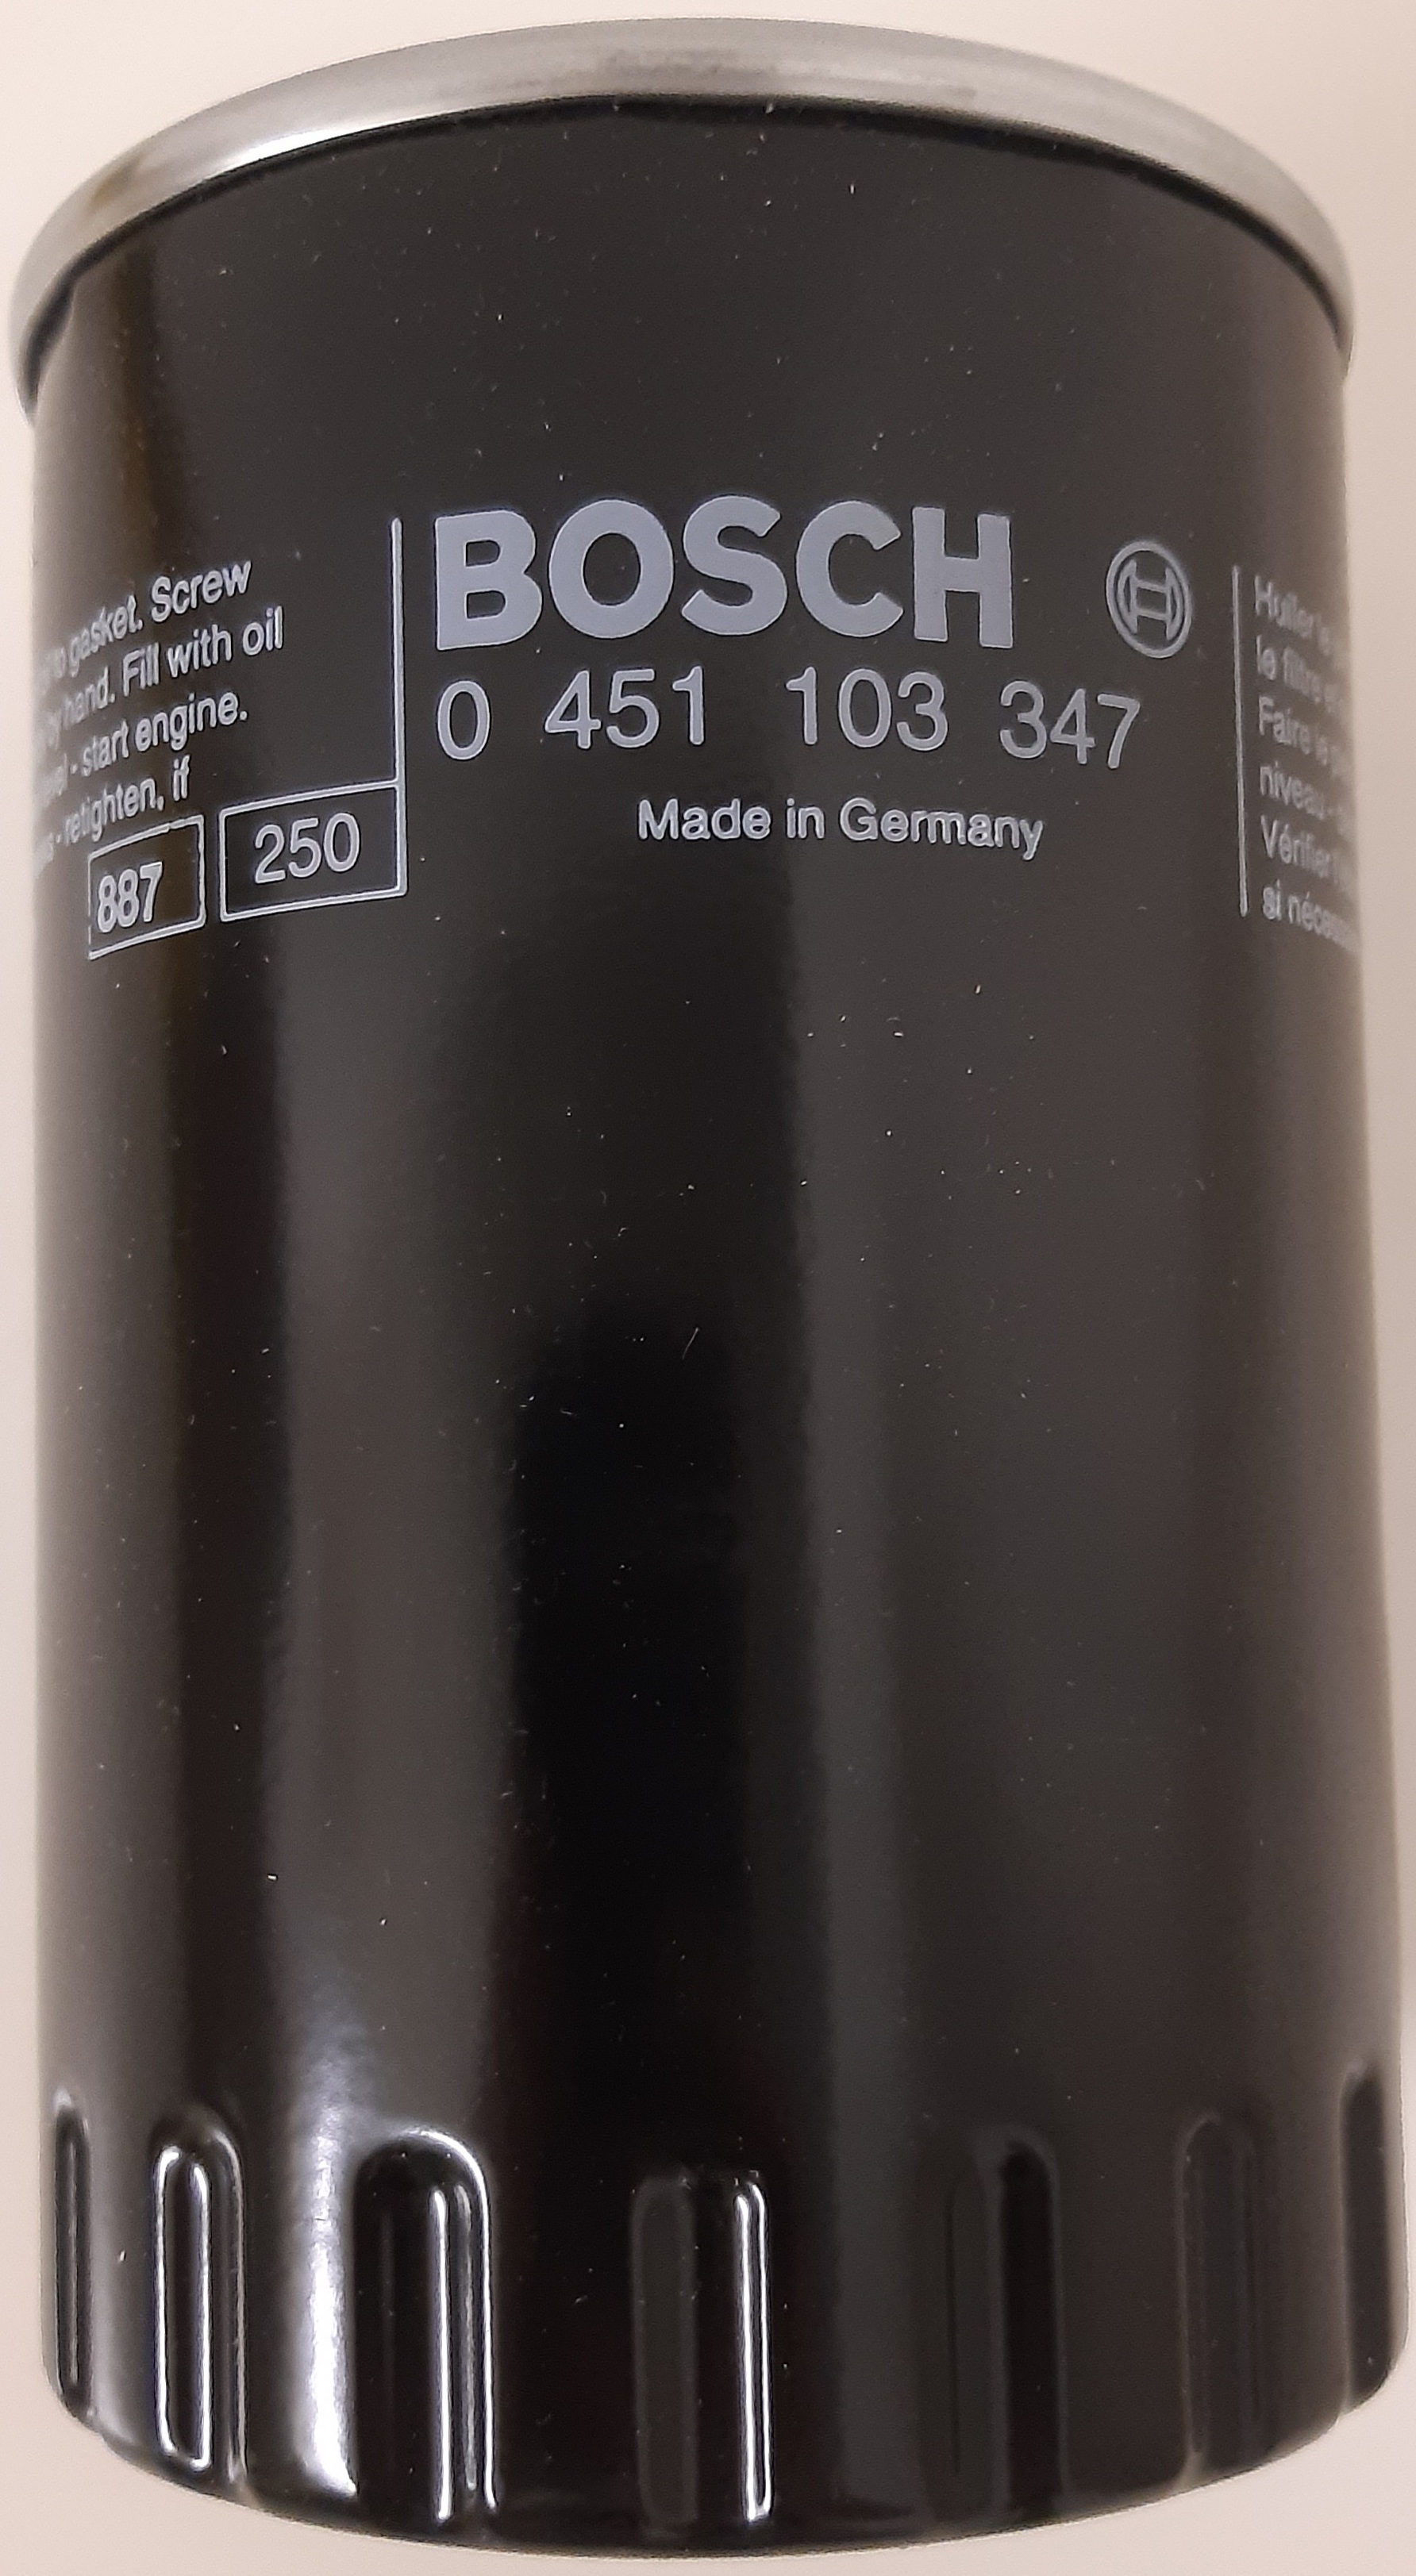 gasket. Screw
hand. Fill with oil
- start engine.
- retighten, if
887
250
BOSCH
0 451 103 347
Made in Germany
Huiler
le filtre
Faire le
niveau -
Vérifier
si